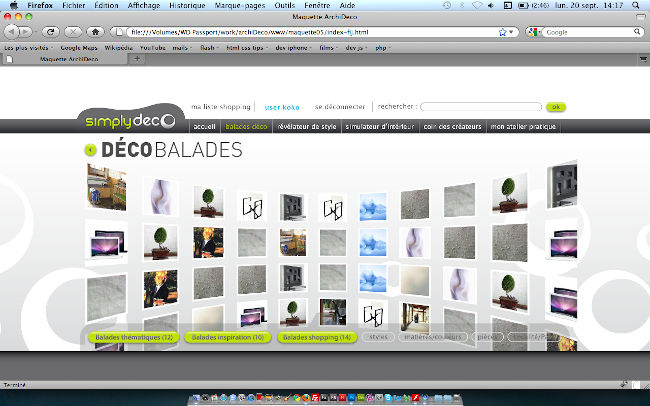 Firefox Fichier Édition Affichage Historique Marque-pages Outils Fenêtre Aide (2:46) lun. 20 sept. 14:17
Maquette ArchiDeco
file:///Volumes/WD Passport/work/archiDeco/www/maquette05/index-flj.html Google
Les plus visités Google Maps Wikipédia YouTube mails flash html css tips dev iphone films dev js php
Maquette ArchiDeco
ma liste shopping user koko se déconnecter rechercher : ok
simplydeco
accueil balades déco révélateur de style simulateur d'intérieur coin des créateurs mon atelier pratique
DÉCOBALADES
Balades thématiques (12) Balades inspiration (10) Balades shopping (14) styles matières/couleurs pièces
Terminé